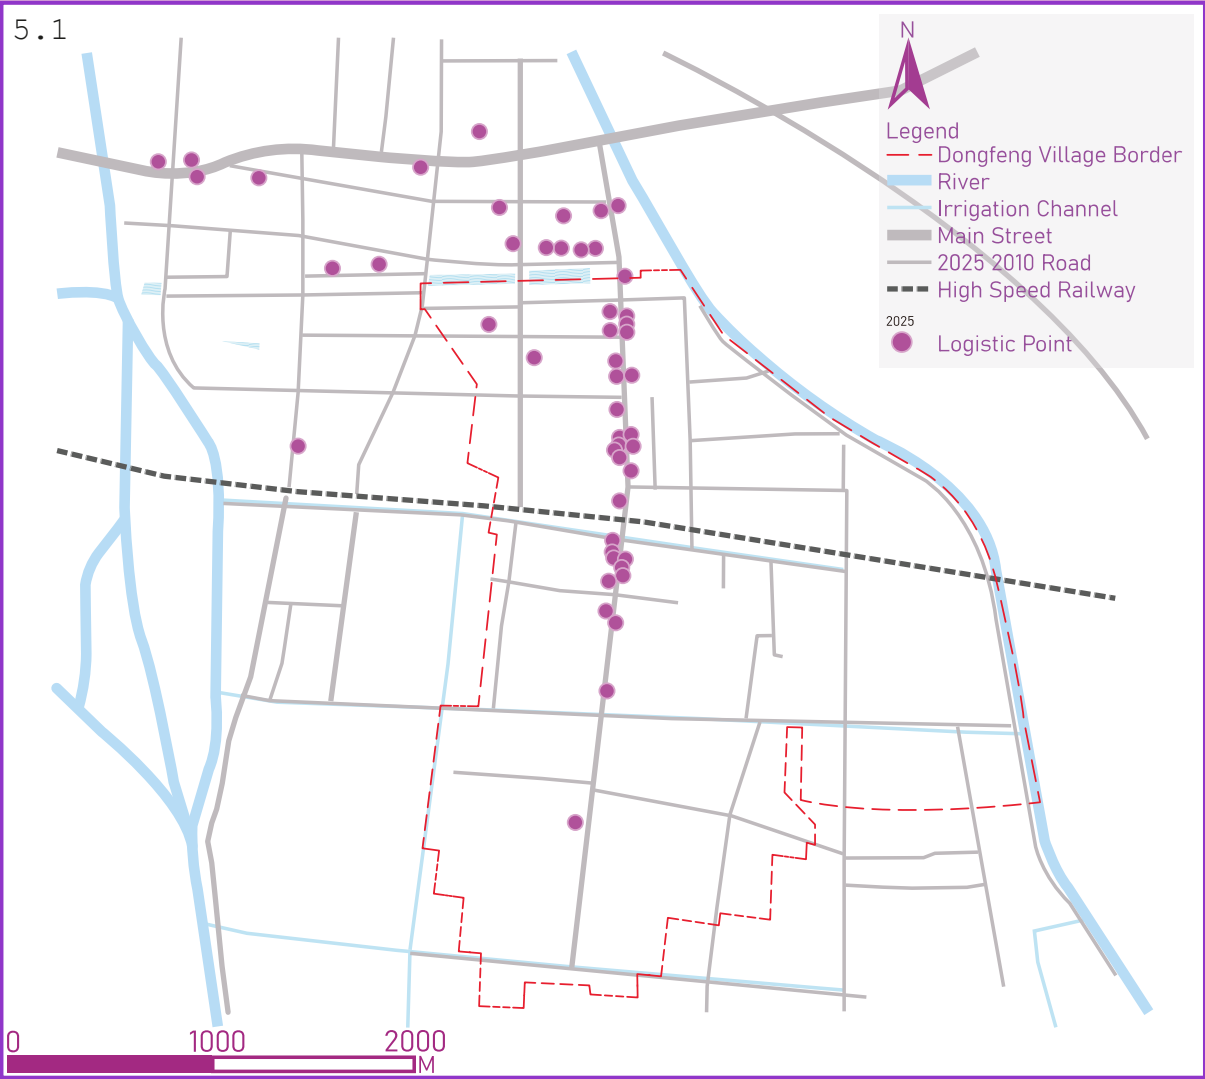 5.1
N
Legend
Dongfeng Village Border
River
Irrigation Channel
Main Street
2025 2010 Road
High Speed Railway
2025
Logistic Point
0 1000 2000
M